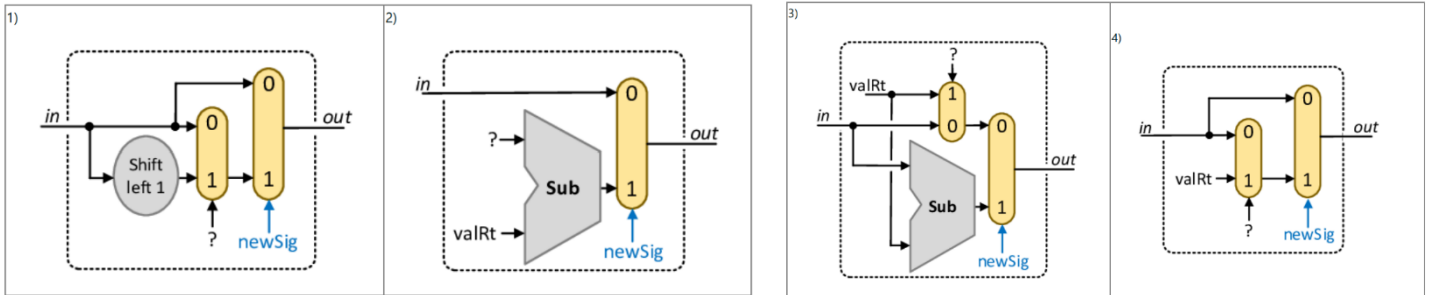 1)
0
in
0
out
Shift
left 1
1
1
?
newSig
2)
in
0
?
out
Sub
1
valRt
newSig
3)
?
valRt
1
in
0
0
out
Sub
1
newSig
4)
0
in
0
out
valRt
1
1
?
newSig